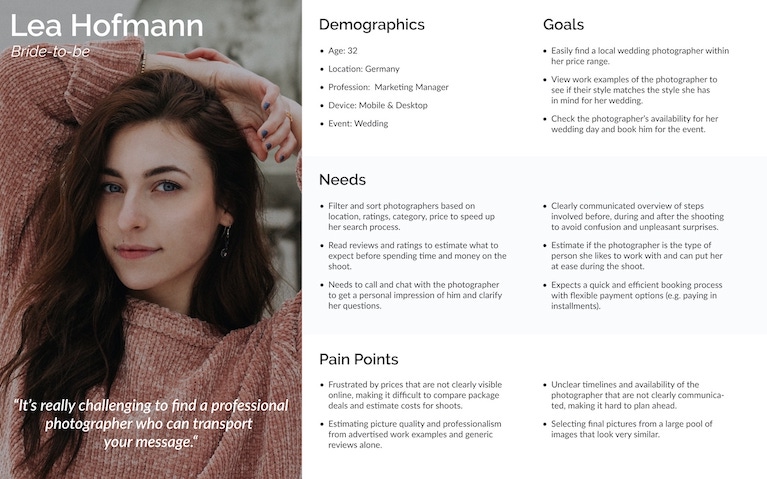 Lea Hofmann
Bride-to-be
"It's really challenging to find a professional
photographer who can transport
your message."
Demographics
• Age: 32
• Location: Germany
• Profession: Marketing Manager
• Device: Mobile & Desktop
• Event: Wedding
Goals
• Easily find a local wedding photographer within
her price range.
• View work examples of the photographer to
see if their style matches the style she has
in mind for her wedding.
• Check the photographer's availability for her
wedding day and book him for the event.
Needs
• Filter and sort photographers based on
location, ratings, category, price to speed up
her search process.
• Read reviews and ratings to estimate what to
expect before spending time and money on the
shoot.
• Needs to call and chat with the photographer
to get a personal impression of him and clarify
her questions.
• Clearly communicated overview of steps
involved before, during and after the shooting
to avoid confusion and unpleasant surprises.
• Estimate if the photographer is the type of
person she likes to work with and can put her
at ease during the shoot.
• Expects a quick and efficient booking process
with flexible payment options (e.g. paying in
installments).
Pain Points
• Frustrated by prices that are not clearly visible
online, making it difficult to compare package
deals and estimate costs for shoots.
• Estimating picture quality and professionalism
from advertised work examples and generic
reviews alone.
• Unclear timelines and availability of the
photographer that are not clearly communica-
ted, making it hard to plan ahead.
• Selecting final pictures from a large pool of
images that look very similar.